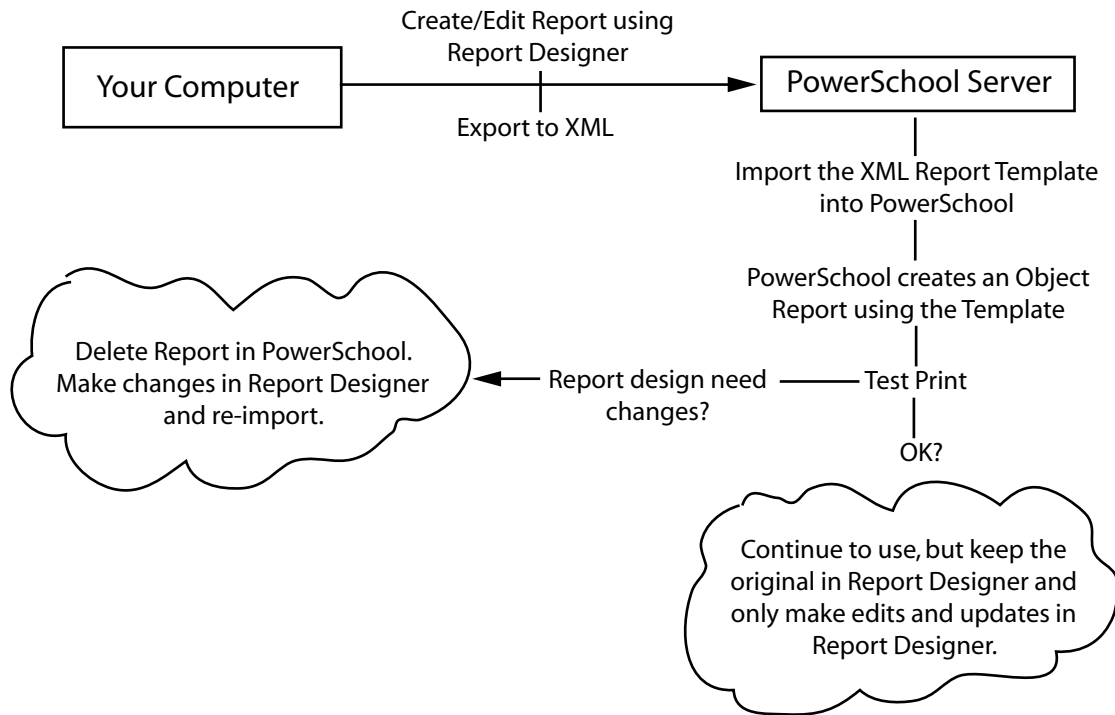 Create/Edit Report using
Report Designer
Your Computer
PowerSchool Server
Export to XML
Import the XML Report Template
into PowerSchool
PowerSchool creates an Object
Report using the Template
Delete Report in PowerSchool.
Make changes in Report Designer
and re-import.
Report design need
changes?
Test Print
OK?
Continue to use, but keep the
original in Report Designer and
only make edits and updates in
Report Designer.